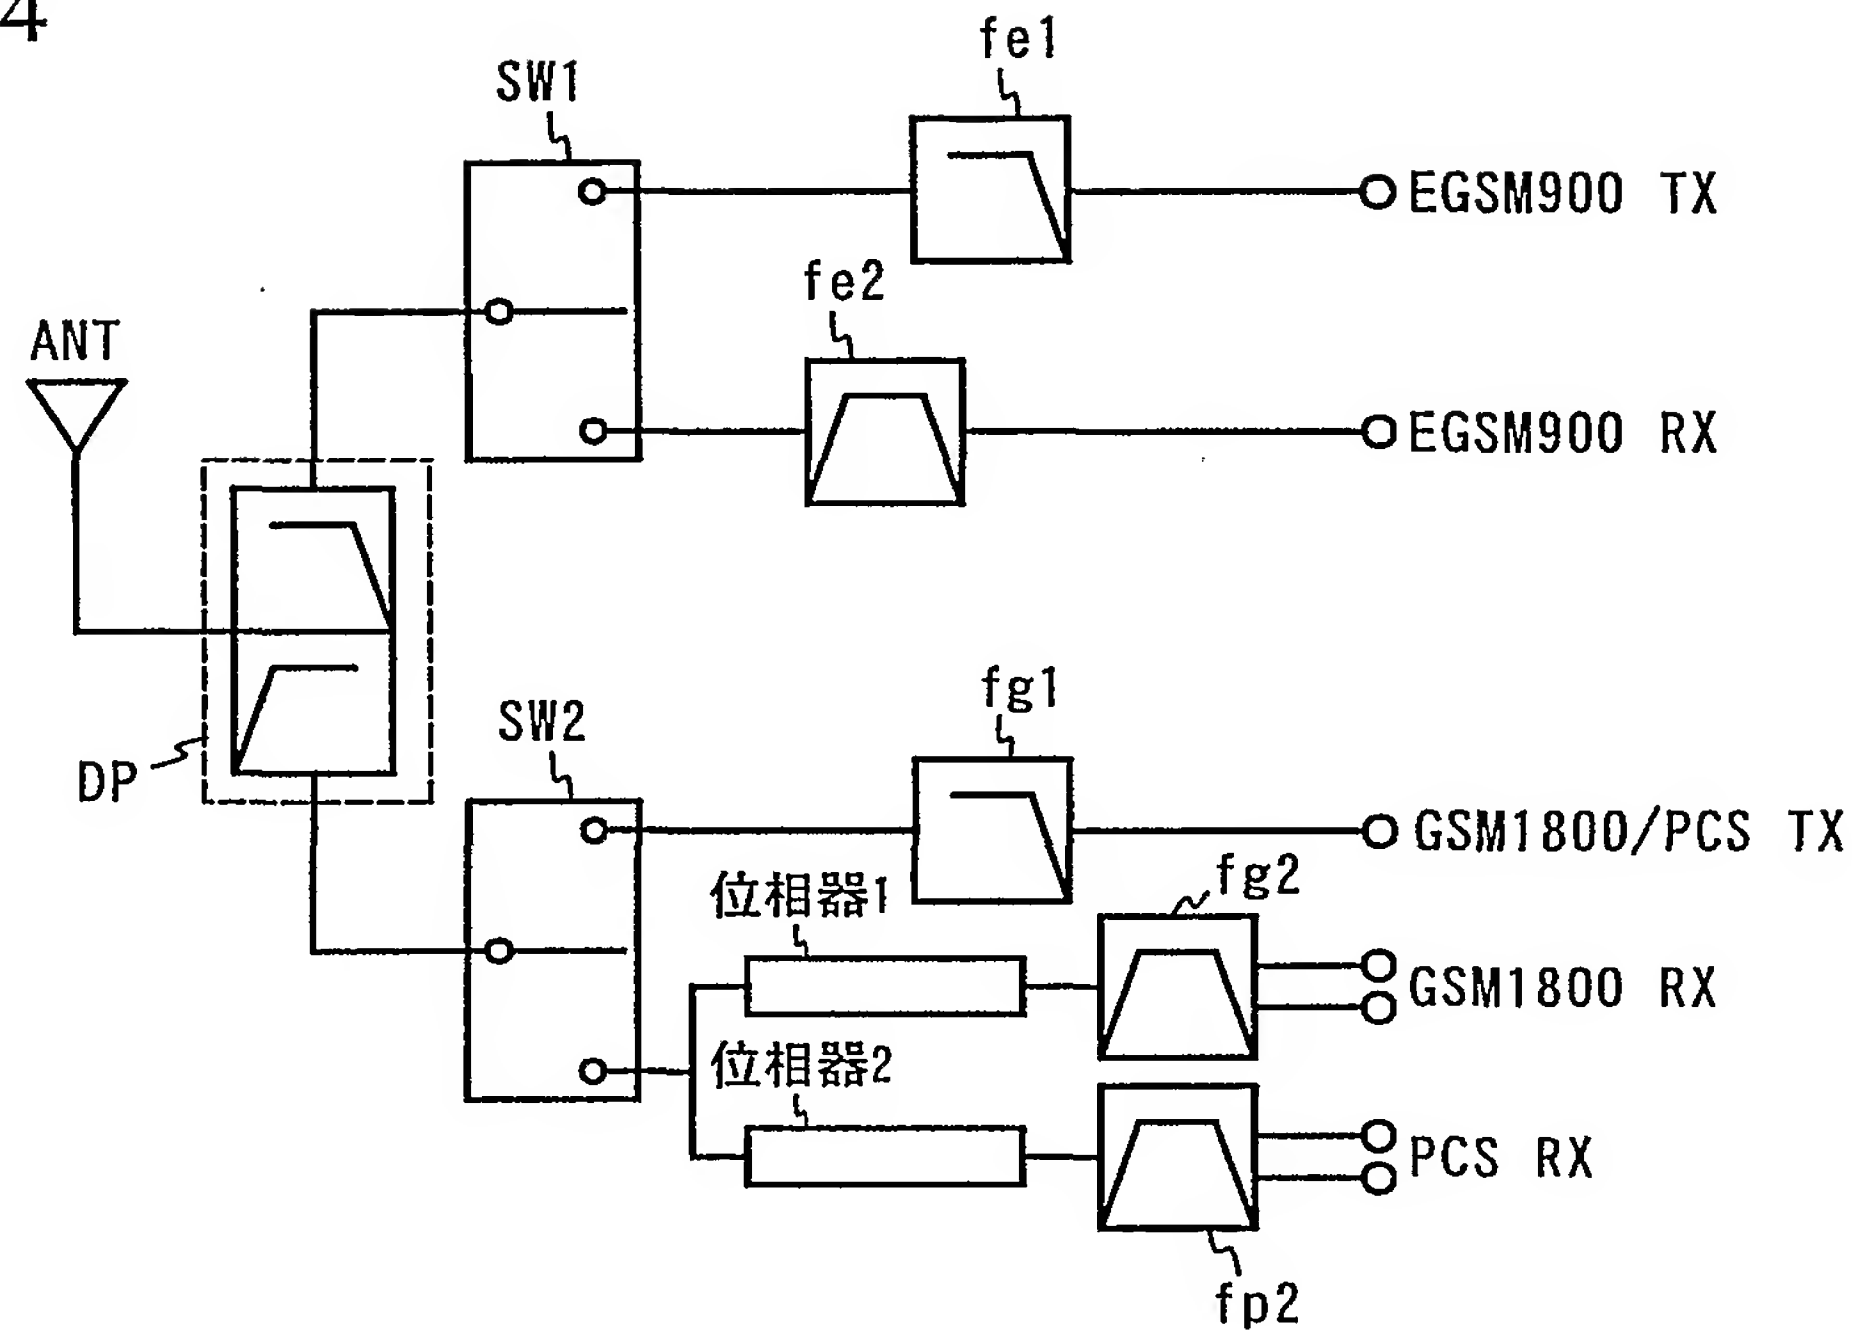 4
fe1
SW1
EGSM900 TX
fe2
ANT
EGSM900 RX
fg1
SW2
DP
GSM1800/PCS TX
位相器1
fg2
GSM1800 RX
位相器2
PCS RX
fp2